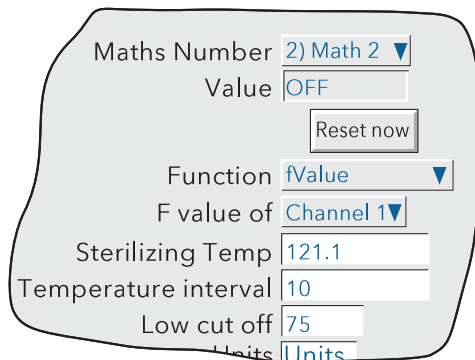 Maths Number 2) Math 2
Value OFF
Reset now
Function fValue
F value of Channel 1
Sterilizing Temp 121.1
Temperature interval 10
Low cut off 75
Units Units